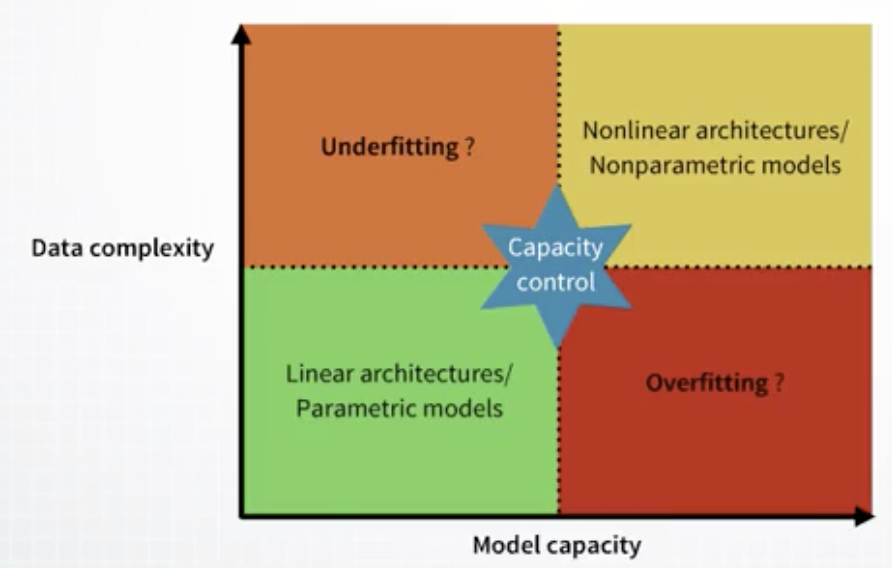 Underfitting ?
Nonlinear architectures/
Nonparametric models
Data complexity
Capacity
control
Linear architectures/
Parametric models
Overfitting ?
Model capacity